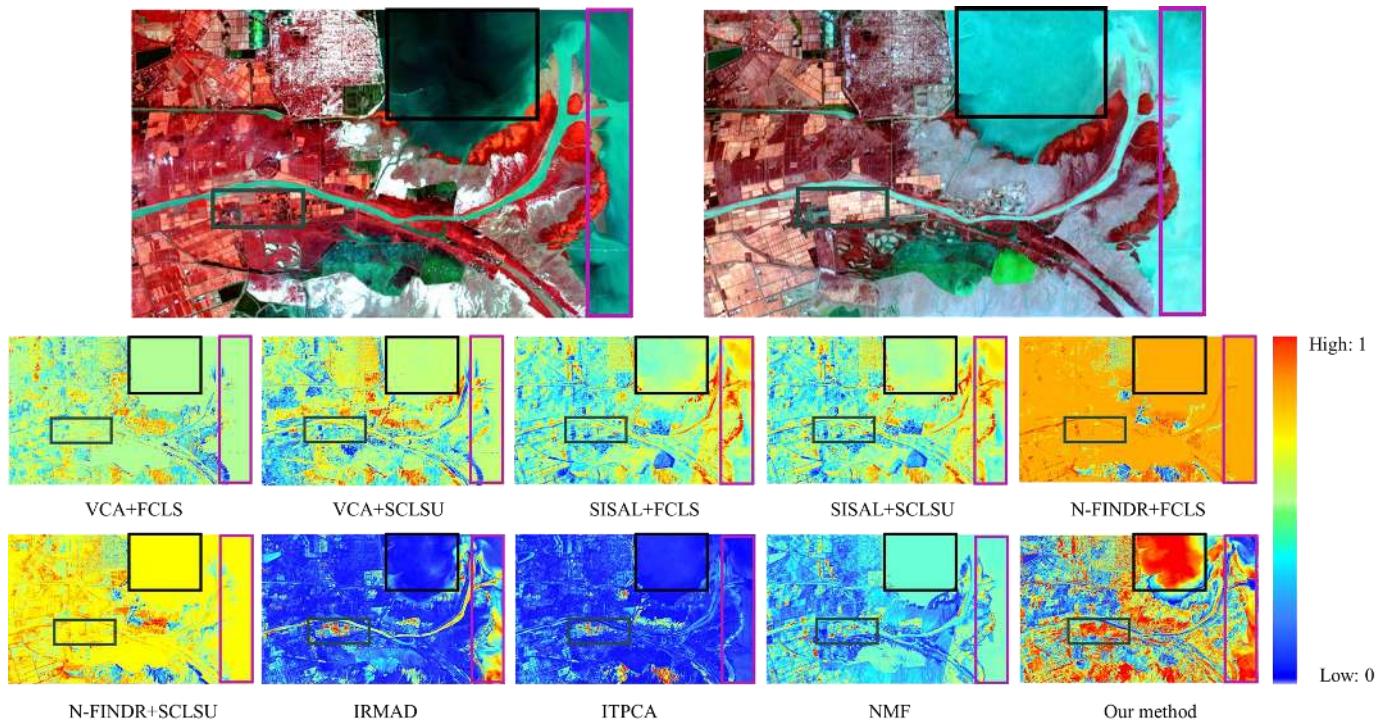 High: 1
VCA+FCLS
VCA+SCLSU
SISAL+FCLS
SISAL+SCLSU
N-FINDR+FCLS
Low: 0
N-FINDR+SCLSU
IRMAD
ITPCA
NMF
Our method